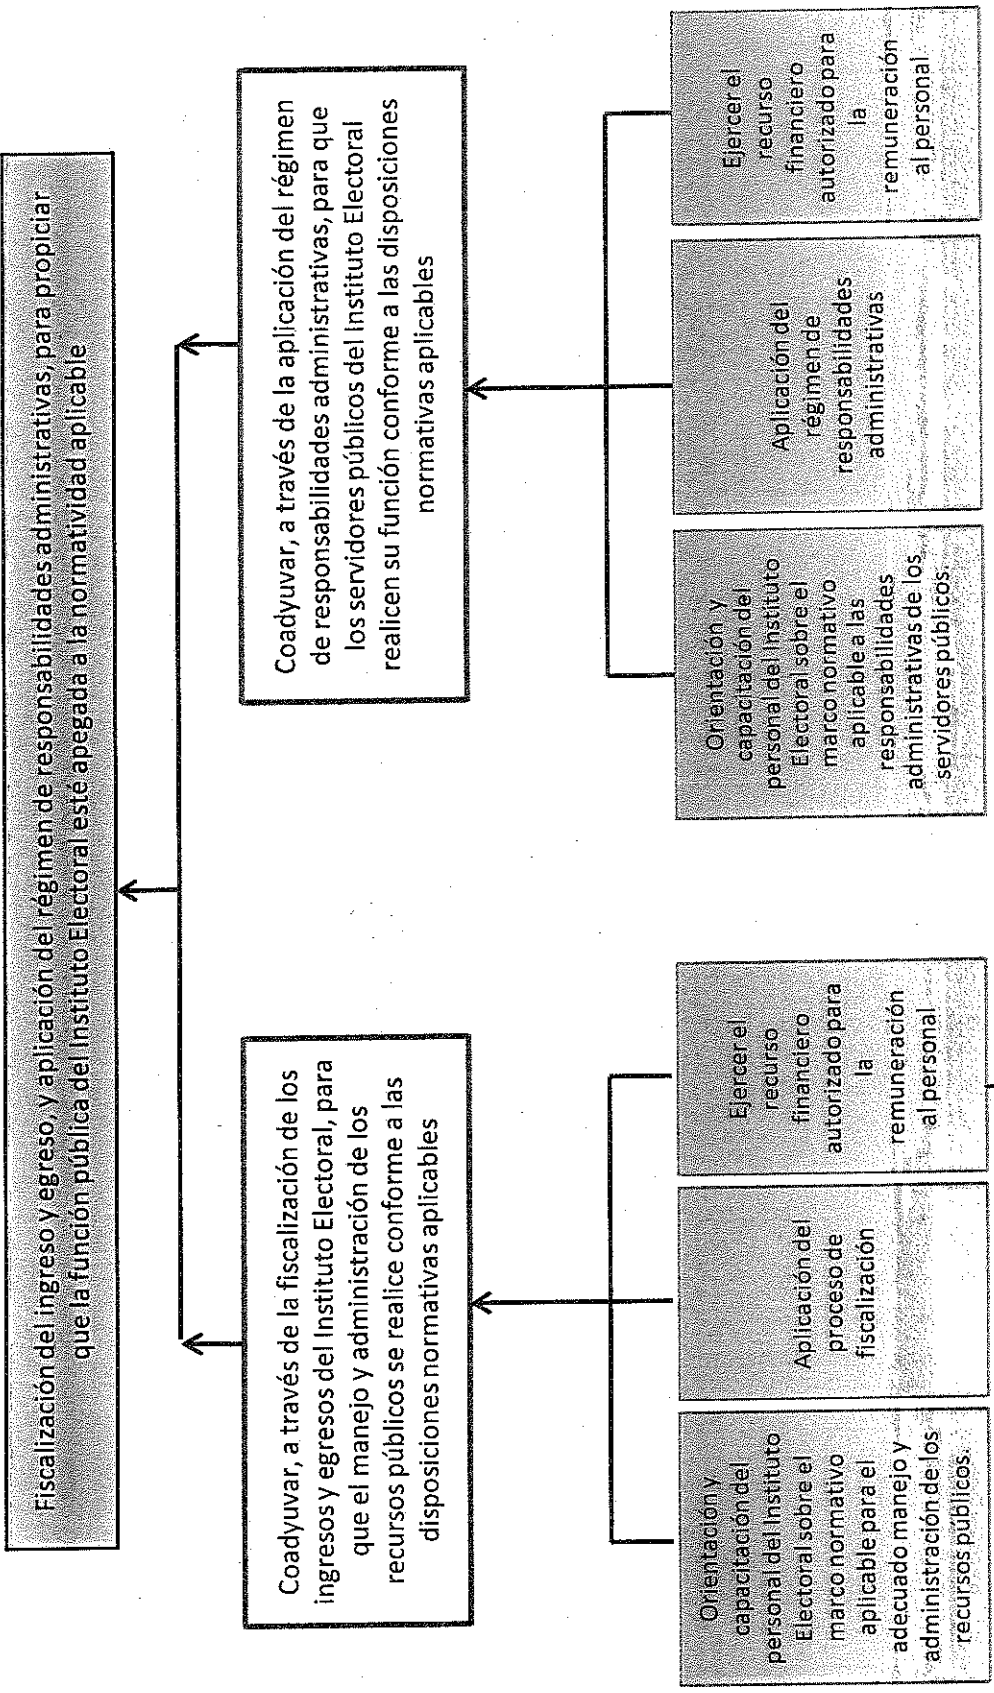 Fiscalización del ingreso y egreso, y aplicación del régimen de responsabilidades administrativas, para propiciar
que la función pública del Instituto Electoral esté apegada a la normatividad aplicable
Coadyuvar, a través de la fiscalización de los
ingresos y egresos del Instituto Electoral, para
que el manejo y administración de los
recursos públicos se realice conforme a las
disposiciones normativas aplicables
Coadyuvar, a través de la aplicación del régimen
de responsabilidades administrativas, para que
los servidores públicos del Instituto Electoral
realicen su función conforme a las disposiciones
normativas aplicables
Orientación y
capacitación del
personal del Instituto
Electoral sobre el
marco normativo
aplicable para el
adecuado manejo y
administración de los
recursos públicos.
Aplicación del
proceso de
fiscalización
Ejercer el
recurso
financiero
autorizado para
la
remuneración
al personal
Orientación y
capacitación del
personal del Instituto
Electoral sobre el
marco normativo
aplicable a las
responsabilidades
administrativas de los
servidores públicos.
Aplicación del
régimen de
responsabilidades
administrativas
Ejercer el
recurso
financiero
autorizado para
la
remuneración
al personal